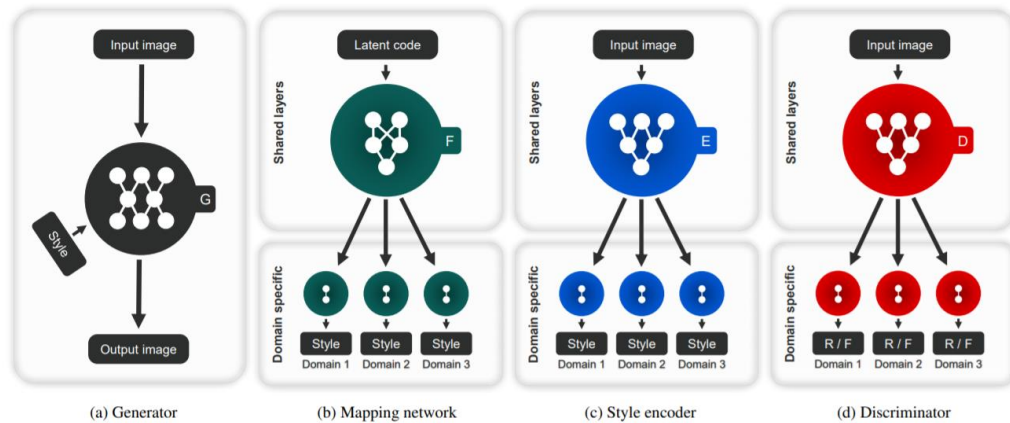 Input image
G
Style
Output image
(a) Generator
Shared layers
Latent code
F
Domain specific
Style Style Style
Domain 1 Domain 2 Domain 3
(b) Mapping network
Shared layers
Input image
E
Domain specific
Style Style Style
Domain 1 Domain 2 Domain 3
(c) Style encoder
Shared layers
Input image
D
Domain specific
R / F R / F R / F
Domain 1 Domain 2 Domain 3
(d) Discriminator